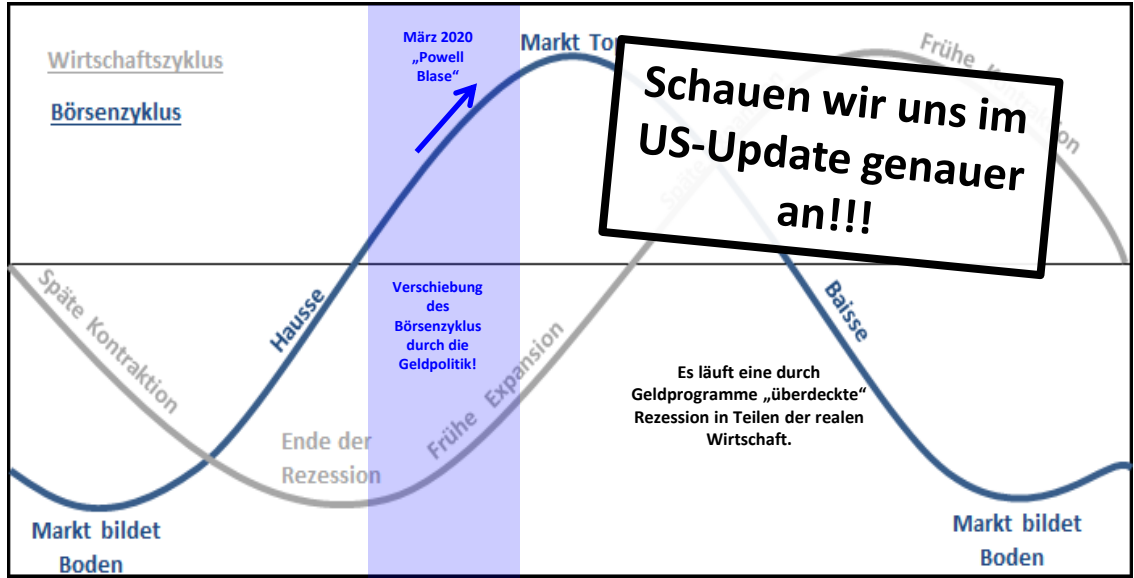 Wirtschaftszyklus
Börsenzyklus
März 2020
„Powell
Blase“
Markt
Frühe
Schauen wir uns im
US-Update genauer
an!!!
Späte Kontraktion
Hausse
Verschiebung
des
Börsenzyklus
durch die
Geldpolitik!
Frühe Expansion
Baisse
Es läuft eine durch
Geldprogramme „überdeckte“
Rezession in Teilen der realen
Wirtschaft.
Ende der
Rezession
Markt bildet
Boden
Markt bildet
Boden